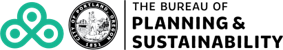 THE BUREAU OF
PLANNING &
SUSTAINABILITY